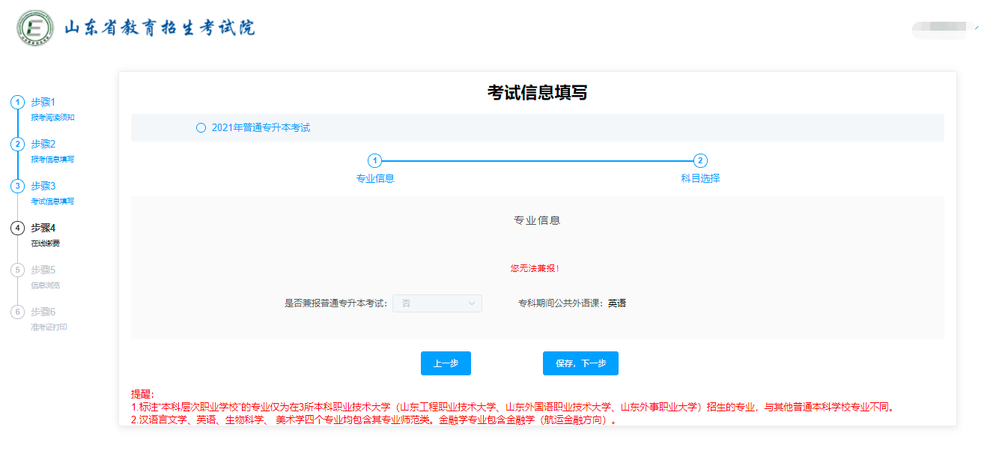 山东省教育招生考试院
1 步骤1
报考阅读须知
2 步骤2
报考信息填写
3 步骤3
考试信息填写
4 步骤4
在线缴费
5 步骤5
信息浏览
6 步骤6
准考证打印
考试信息填写
2021年普通专升本考试
1 2
专业信息 科目选择
专业信息
您无法兼报！
是否兼报普通专升本考试： 否 专科期间公共外语课：英语
上一步 保存，下一步
提醒：
1.标注“本科层次职业学校”的专业仅为在3所本科职业技术大学（山东工程职业技术大学、山东外国语职业技术大学、山东外事职业大学）招生的专业，与其他普通本科学校专业不同。
2.汉语言文学、英语、生物科学、 美术学四个专业均包含其专业师范类。金融学专业包含金融学（航运金融方向）。